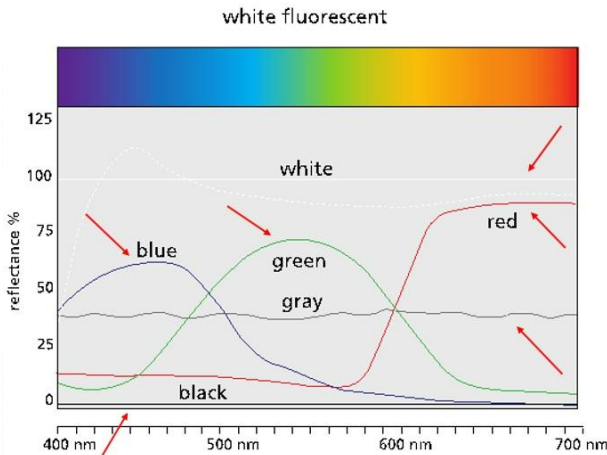 white fluorescent
125
100
75
50
25
0
reflectance %
white
red
blue
green
gray
black
400 nm
500 nm
600 nm
700 nm